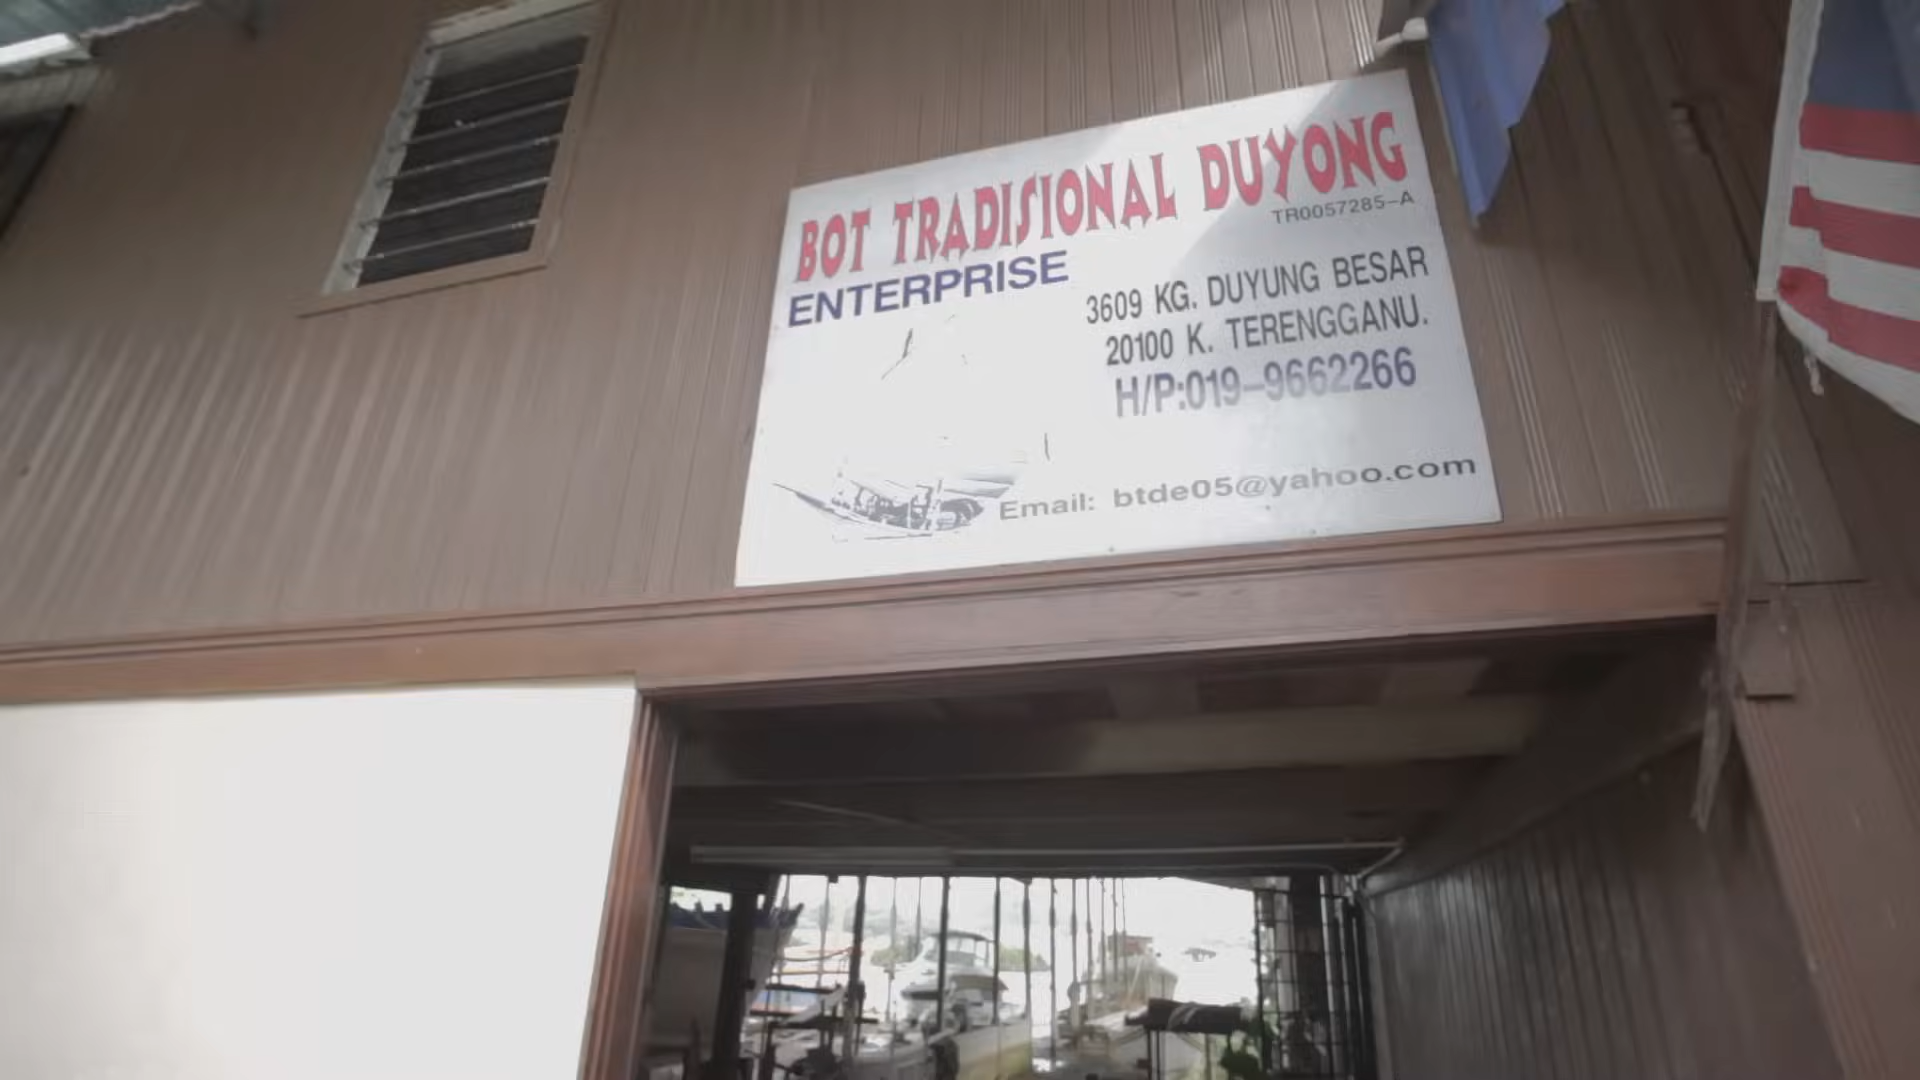 BOT TRADISIONAL DUYONG
TR0057285-A
ENTERPRISE
3609 KG. DUYUNG BESAR
20100 K. TERENGGANU.
H/P:019-9662266
Email: btde05@yahoo.com